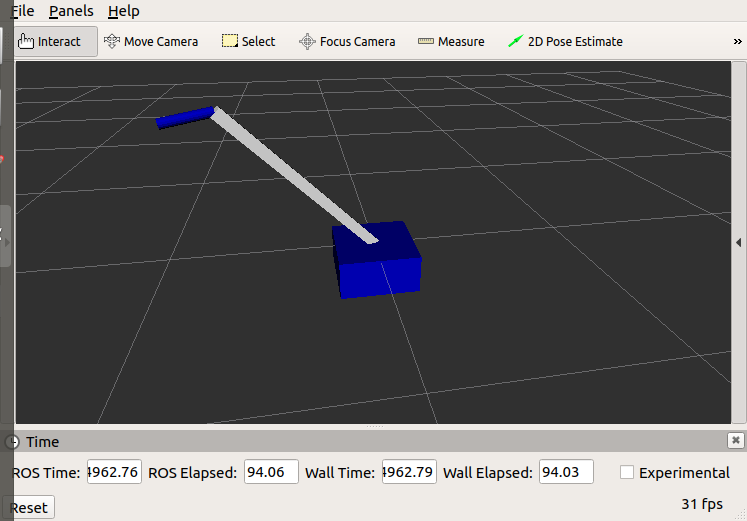 File Panels Help
Interact Move Camera Select Focus Camera Measure 2D Pose Estimate »
Time
ROS Time: 4962.76 ROS Elapsed: 94.06 Wall Time: 4962.79 Wall Elapsed: 94.03 Experimental
Reset 31 fps